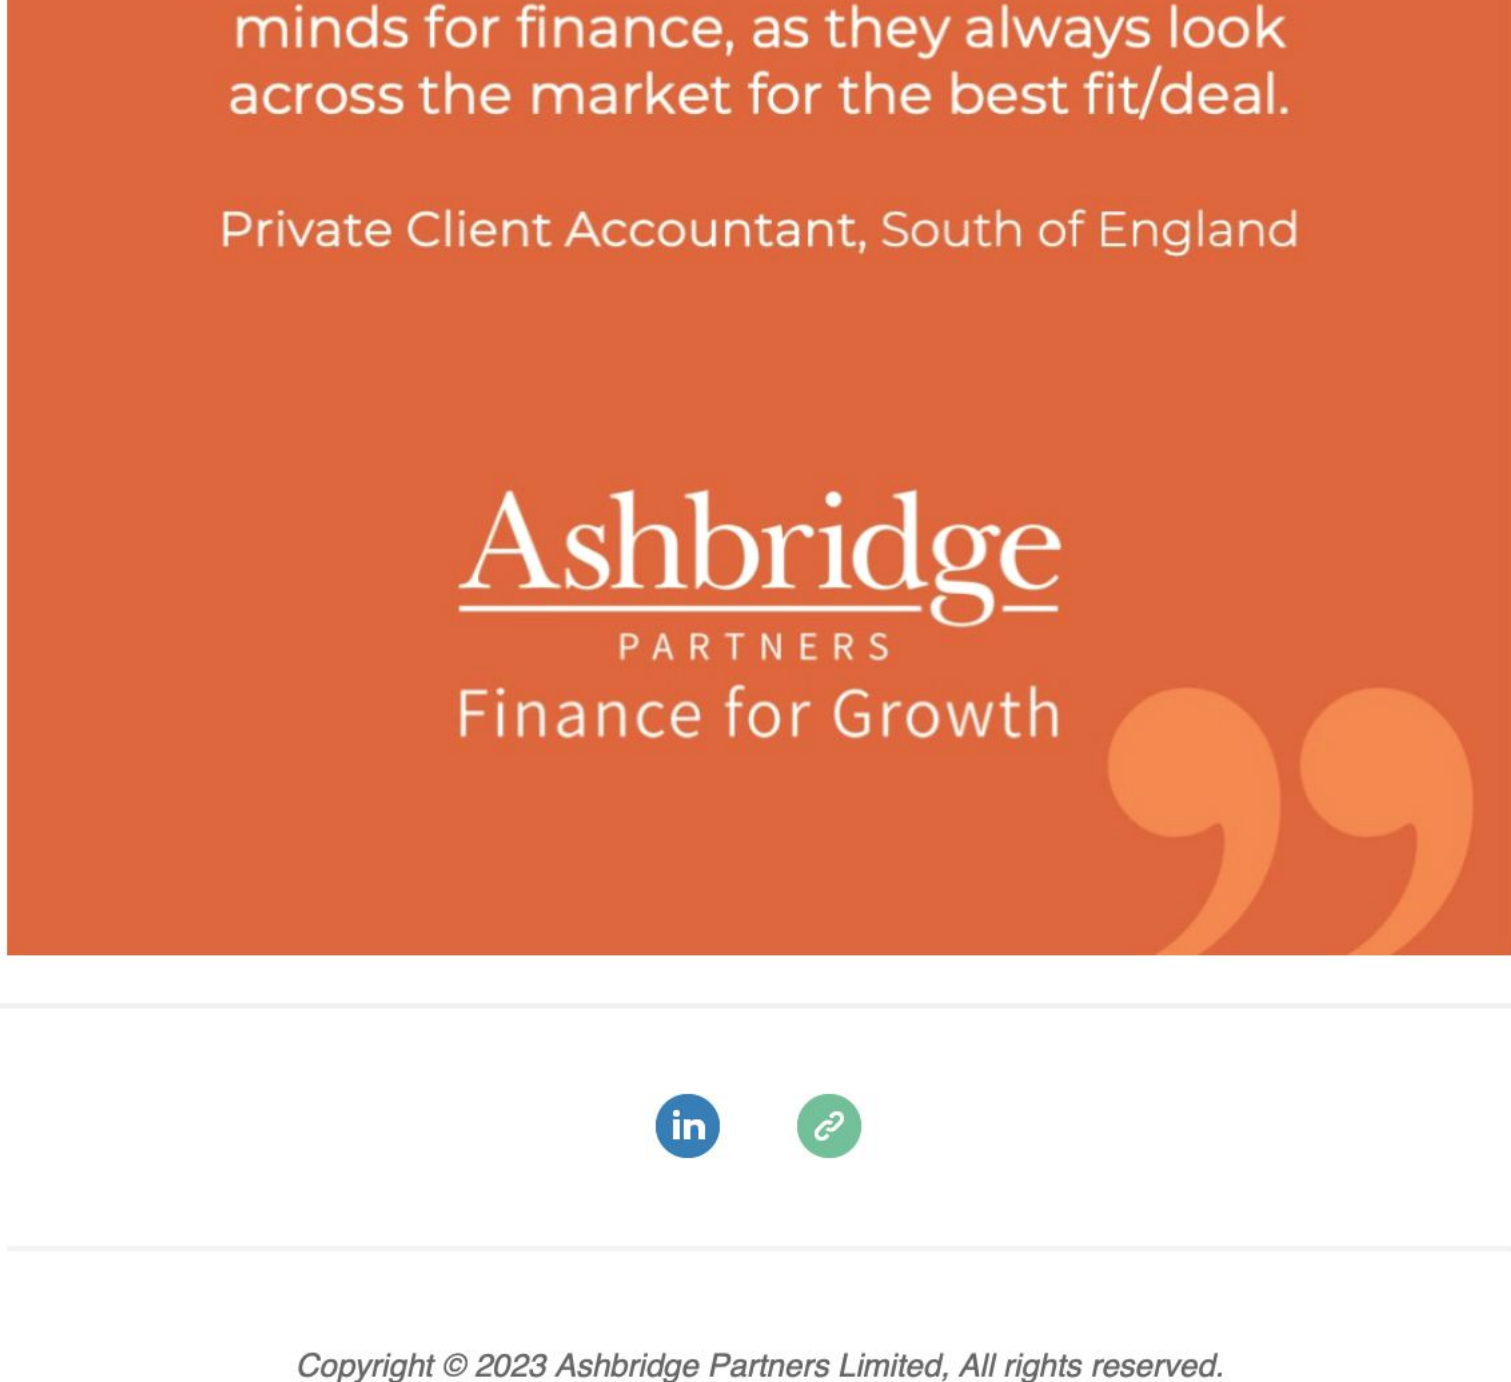 minds for finance, as they always look
across the market for the best fit/deal.
Private Client Accountant, South of England
Ashbridge
PARTNERS
Finance for Growth
”
in
Copyright © 2023 Ashbridge Partners Limited, All rights reserved.